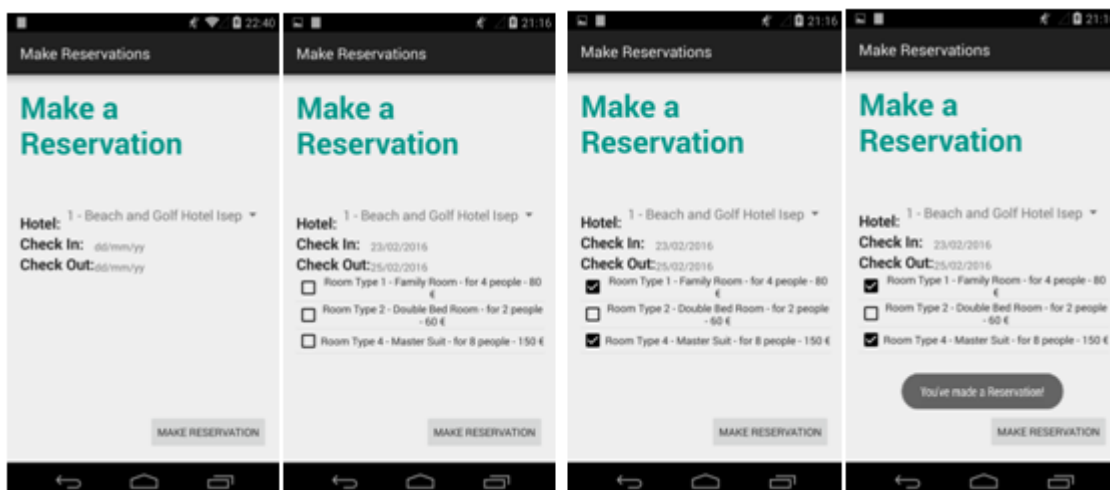 22:40
Make Reservations
Make a
Reservation
Hotel: 1 - Beach and Golf Hotel Isep
Check In: dd/mm/yy
Check Out: dd/mm/yy
MAKE RESERVATION
21:16
Make Reservations
Make a
Reservation
Hotel: 1 - Beach and Golf Hotel Isep
Check In: 23/02/2016
Check Out: 25/02/2016
Room Type 1 - Family Room - for 4 people - 80
€
Room Type 2 - Double Bed Room - for 2 people
- 60 €
Room Type 4 - Master Suit - for 8 people - 150 €
MAKE RESERVATION
21:16
Make Reservations
Make a
Reservation
Hotel: 1 - Beach and Golf Hotel Isep
Check In: 23/02/2016
Check Out: 25/02/2016
Room Type 1 - Family Room - for 4 people - 80
€
Room Type 2 - Double Bed Room - for 2 people
- 60 €
Room Type 4 - Master Suit - for 8 people - 150 €
MAKE RESERVATION
Make Reservations
Make a
Reservation
Hotel: 1 - Beach and Golf Hotel Isep
Check In: 23/02/2016
Check Out: 25/02/2016
Room Type 1 - Family Room - for 4 people - 80
€
Room Type 2 - Double Bed Room - for 2 people
- 60 €
Room Type 4 - Master Suit - for 8 people - 150 €
You've made a Reservation!
MAKE RESERVATION